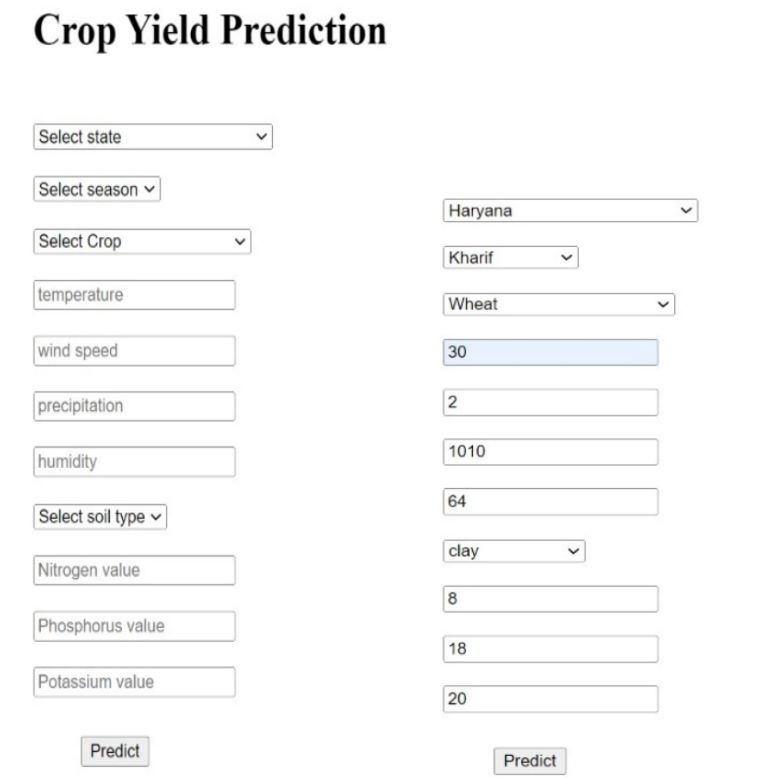 Crop Yield Prediction
Select state
Select season
Select Crop
temperature
wind speed
precipitation
humidity
Select soil type
Nitrogen value
Phosphorus value
Potassium value
Predict
Haryana
Kharif
Wheat
30
2
1010
64
clay
8
18
20
Predict